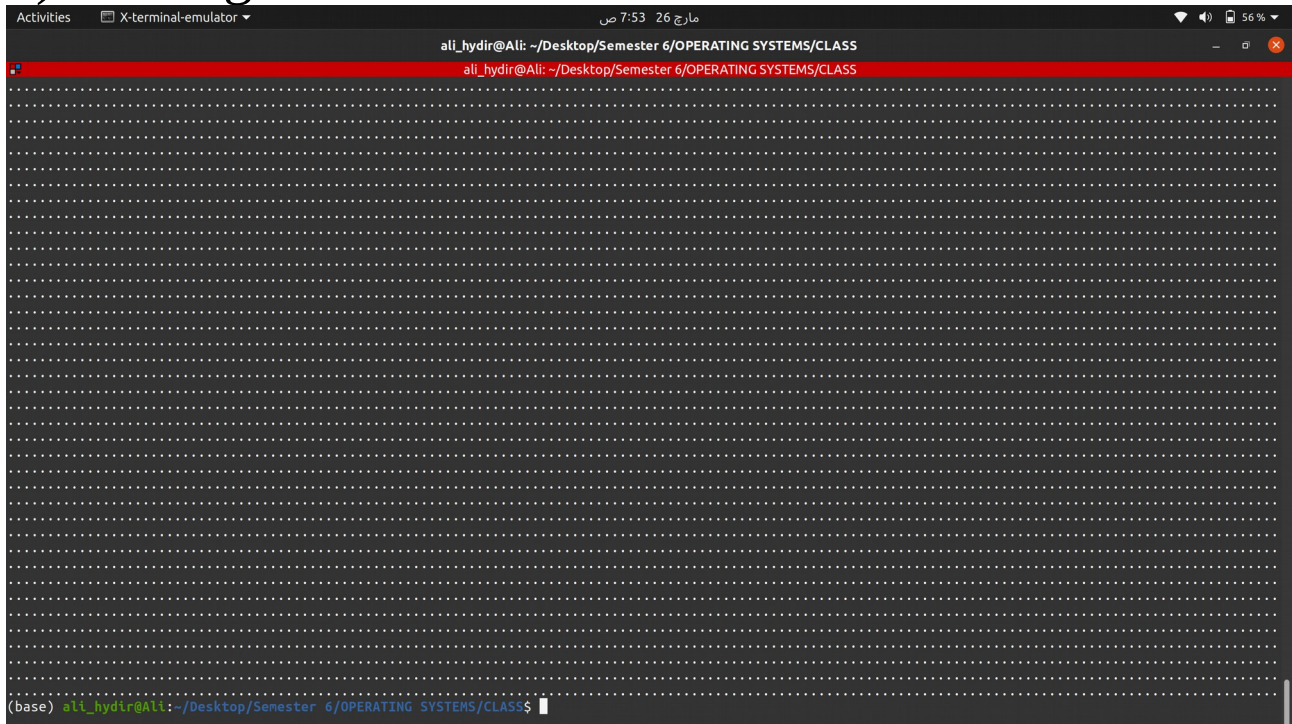 Activities X-terminal-emulator مارچ 26 7:53 ص 56 %
ali_hydir@Ali: ~/Desktop/Semester 6/OPERATING SYSTEMS/CLASS
ali_hydir@Ali: ~/Desktop/Semester 6/OPERATING SYSTEMS/CLASS
(base) ali_hydir@Ali:~/Desktop/Semester 6/OPERATING SYSTEMS/CLASS$